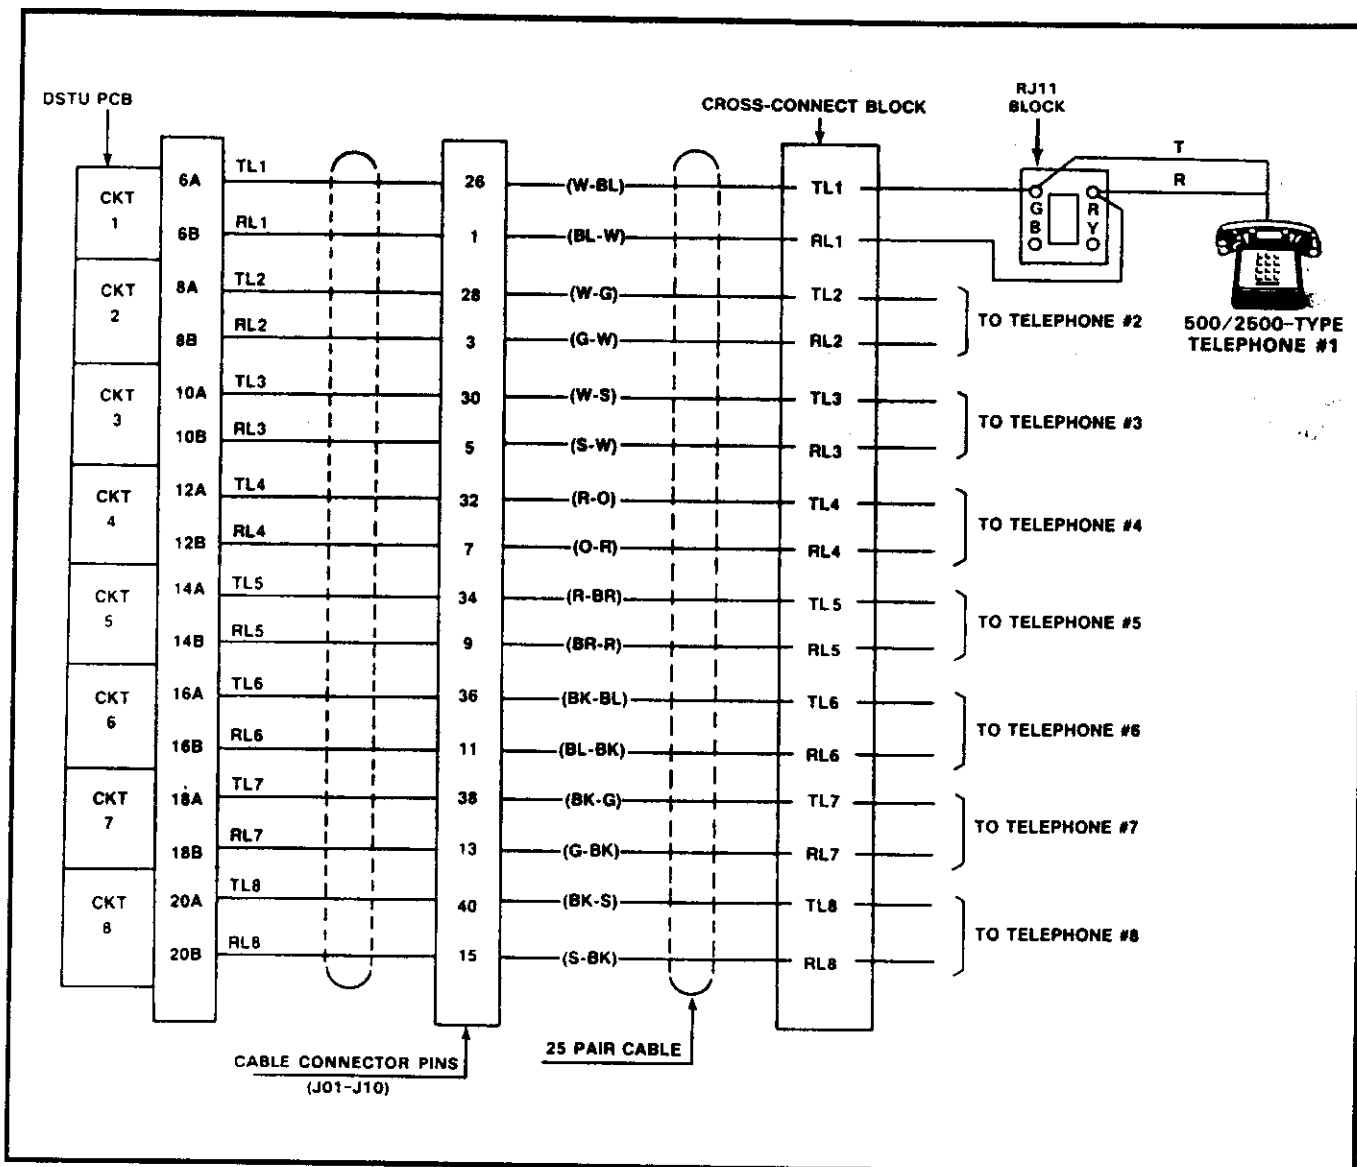 DSTU PCB
CROSS-CONNECT BLOCK
RJ11
BLOCK
CKT
1
6A
TL1
26
(W-BL)
TL1
6B
RL1
1
(BL-W)
RL1
G
B
R
Y
T
R
500/2500-TYPE
TELEPHONE #1
CKT
2
8A
TL2
28
(W-G)
TL2
8B
RL2
3
(G-W)
RL2
TO TELEPHONE #2
CKT
3
10A
TL3
30
(W-S)
TL3
10B
RL3
5
(S-W)
RL3
TO TELEPHONE #3
CKT
4
12A
TL4
32
(R-O)
TL4
12B
RL4
7
(O-R)
RL4
TO TELEPHONE #4
CKT
5
14A
TL5
34
(R-BR)
TL5
14B
RL5
9
(BR-R)
RL5
TO TELEPHONE #5
CKT
6
16A
TL6
36
(BK-BL)
TL6
16B
RL6
11
(BL-BK)
RL6
TO TELEPHONE #6
CKT
7
18A
TL7
38
(BK-G)
TL7
18B
RL7
13
(G-BK)
RL7
TO TELEPHONE #7
CKT
8
20A
TL8
40
(BK-S)
TL8
20B
RL8
15
(S-BK)
RL8
TO TELEPHONE #8
CABLE CONNECTOR PINS
(J01-J10)
25 PAIR CABLE